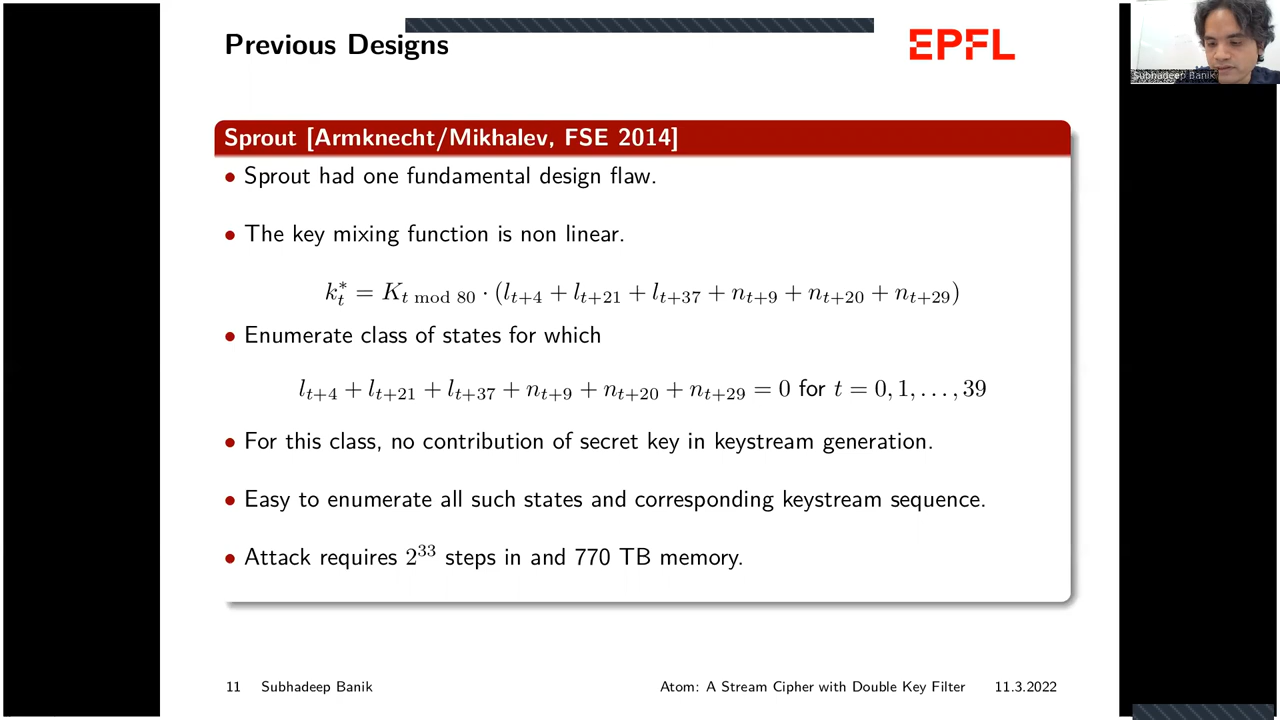 Previous Designs
EPFL
Subhadeep Banik
Sprout [Armknecht/Mikhalev, FSE 2014]
• Sprout had one fundamental design flaw.
• The key mixing function is non linear.
k*_t = K_{t mod 80} · (l_{t+4} + l_{t+21} + l_{t+37} + n_{t+9} + n_{t+20} + n_{t+29})
• Enumerate class of states for which
l_{t+4} + l_{t+21} + l_{t+37} + n_{t+9} + n_{t+20} + n_{t+29} = 0 for t = 0, 1, . . . , 39
• For this class, no contribution of secret key in keystream generation.
• Easy to enumerate all such states and corresponding keystream sequence.
• Attack requires 2^33 steps in and 770 TB memory.
11 Subhadeep Banik Atom: A Stream Cipher with Double Key Filter 11.3.2022